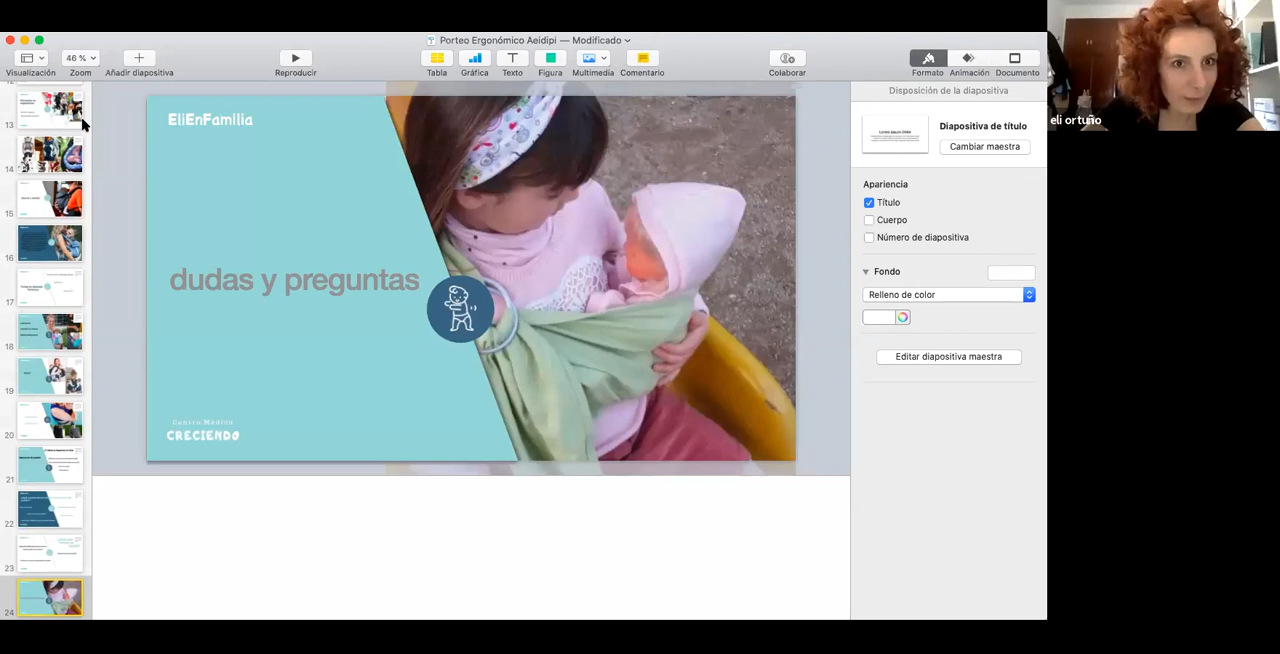 Porteo Ergonómico Aeidipi — Modificado
46 %
Visualización
Zoom
Añadir diapositiva
Reproducir
Tabla
Gráfica
Texto
Figura
Multimedia
Comentario
Colaborar
Formato
Animación
Documento
13
14
15
16
17
18
19
20
21
22
23
24
EliEnFamilia
dudas y preguntas
Centro Médico
CRECIENDO
Disposición de la diapositiva
Diapositiva de título
Cambiar maestra
Apariencia
Título
Cuerpo
Número de diapositiva
Fondo
Relleno de color
Editar diapositiva maestra
eli ortuño